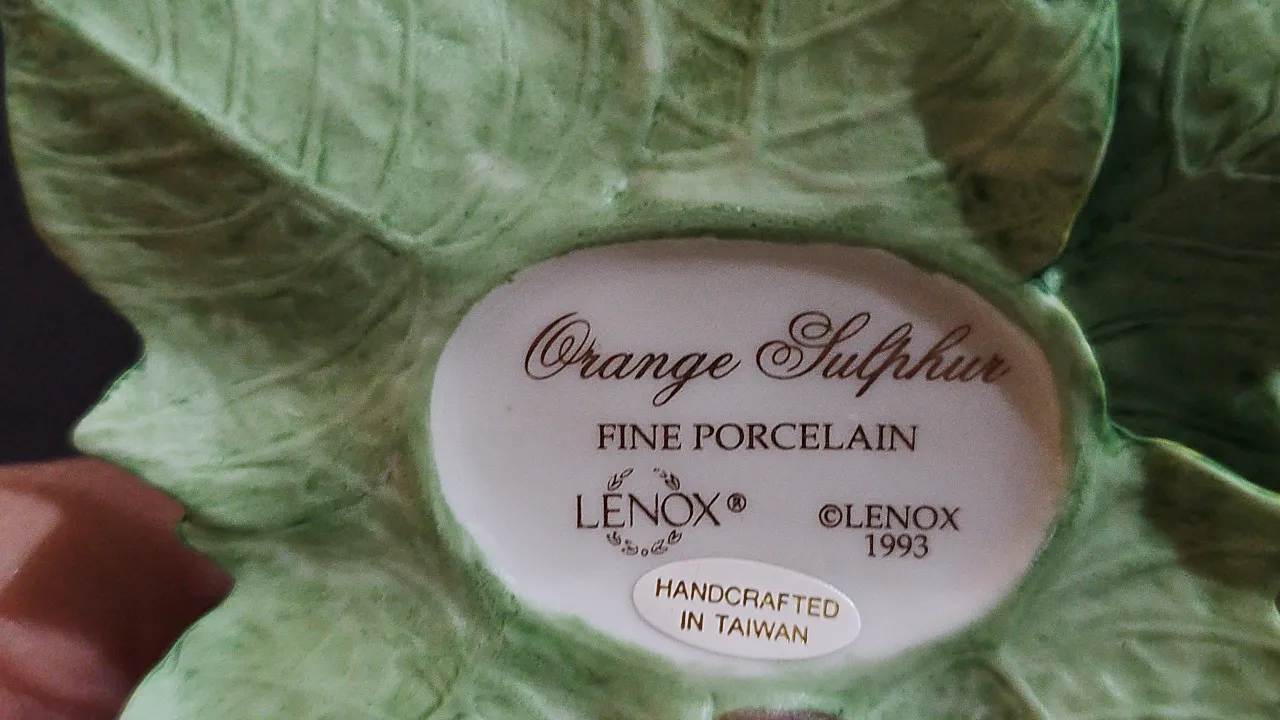 Orange Sulphur
FINE PORCELAIN
LENOX®
©LENOX
1993
HANDCRAFTED
IN TAIWAN